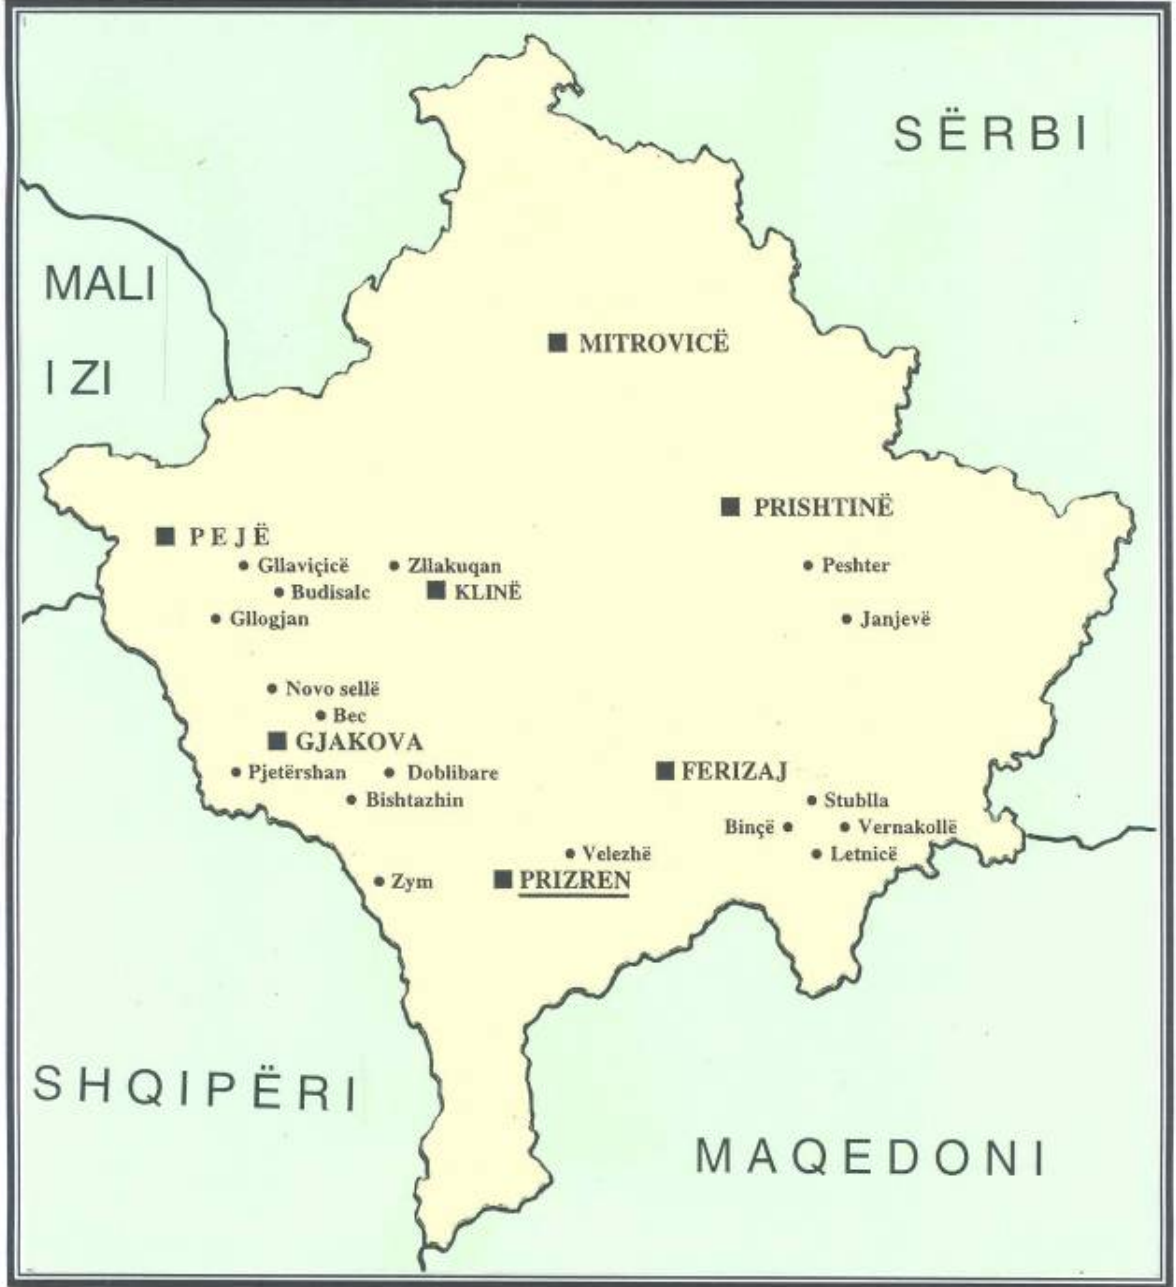 SËRBI
MALI
I ZI
MITROVICË
PRISHTINË
PEJË
Gllaviçicë
Zllakuqan
Peshter
Budisalc
KLINË
Gllogjan
Janjevë
Novo sellë
Bec
GJAKOVA
Pjetërshan
Doblibare
FERIZAJ
Bishtazhin
Stublla
Binçë
Vernakollë
Velezhë
Letnicë
Zym
PRIZREN
SHQIPËRI
MAQEDONI